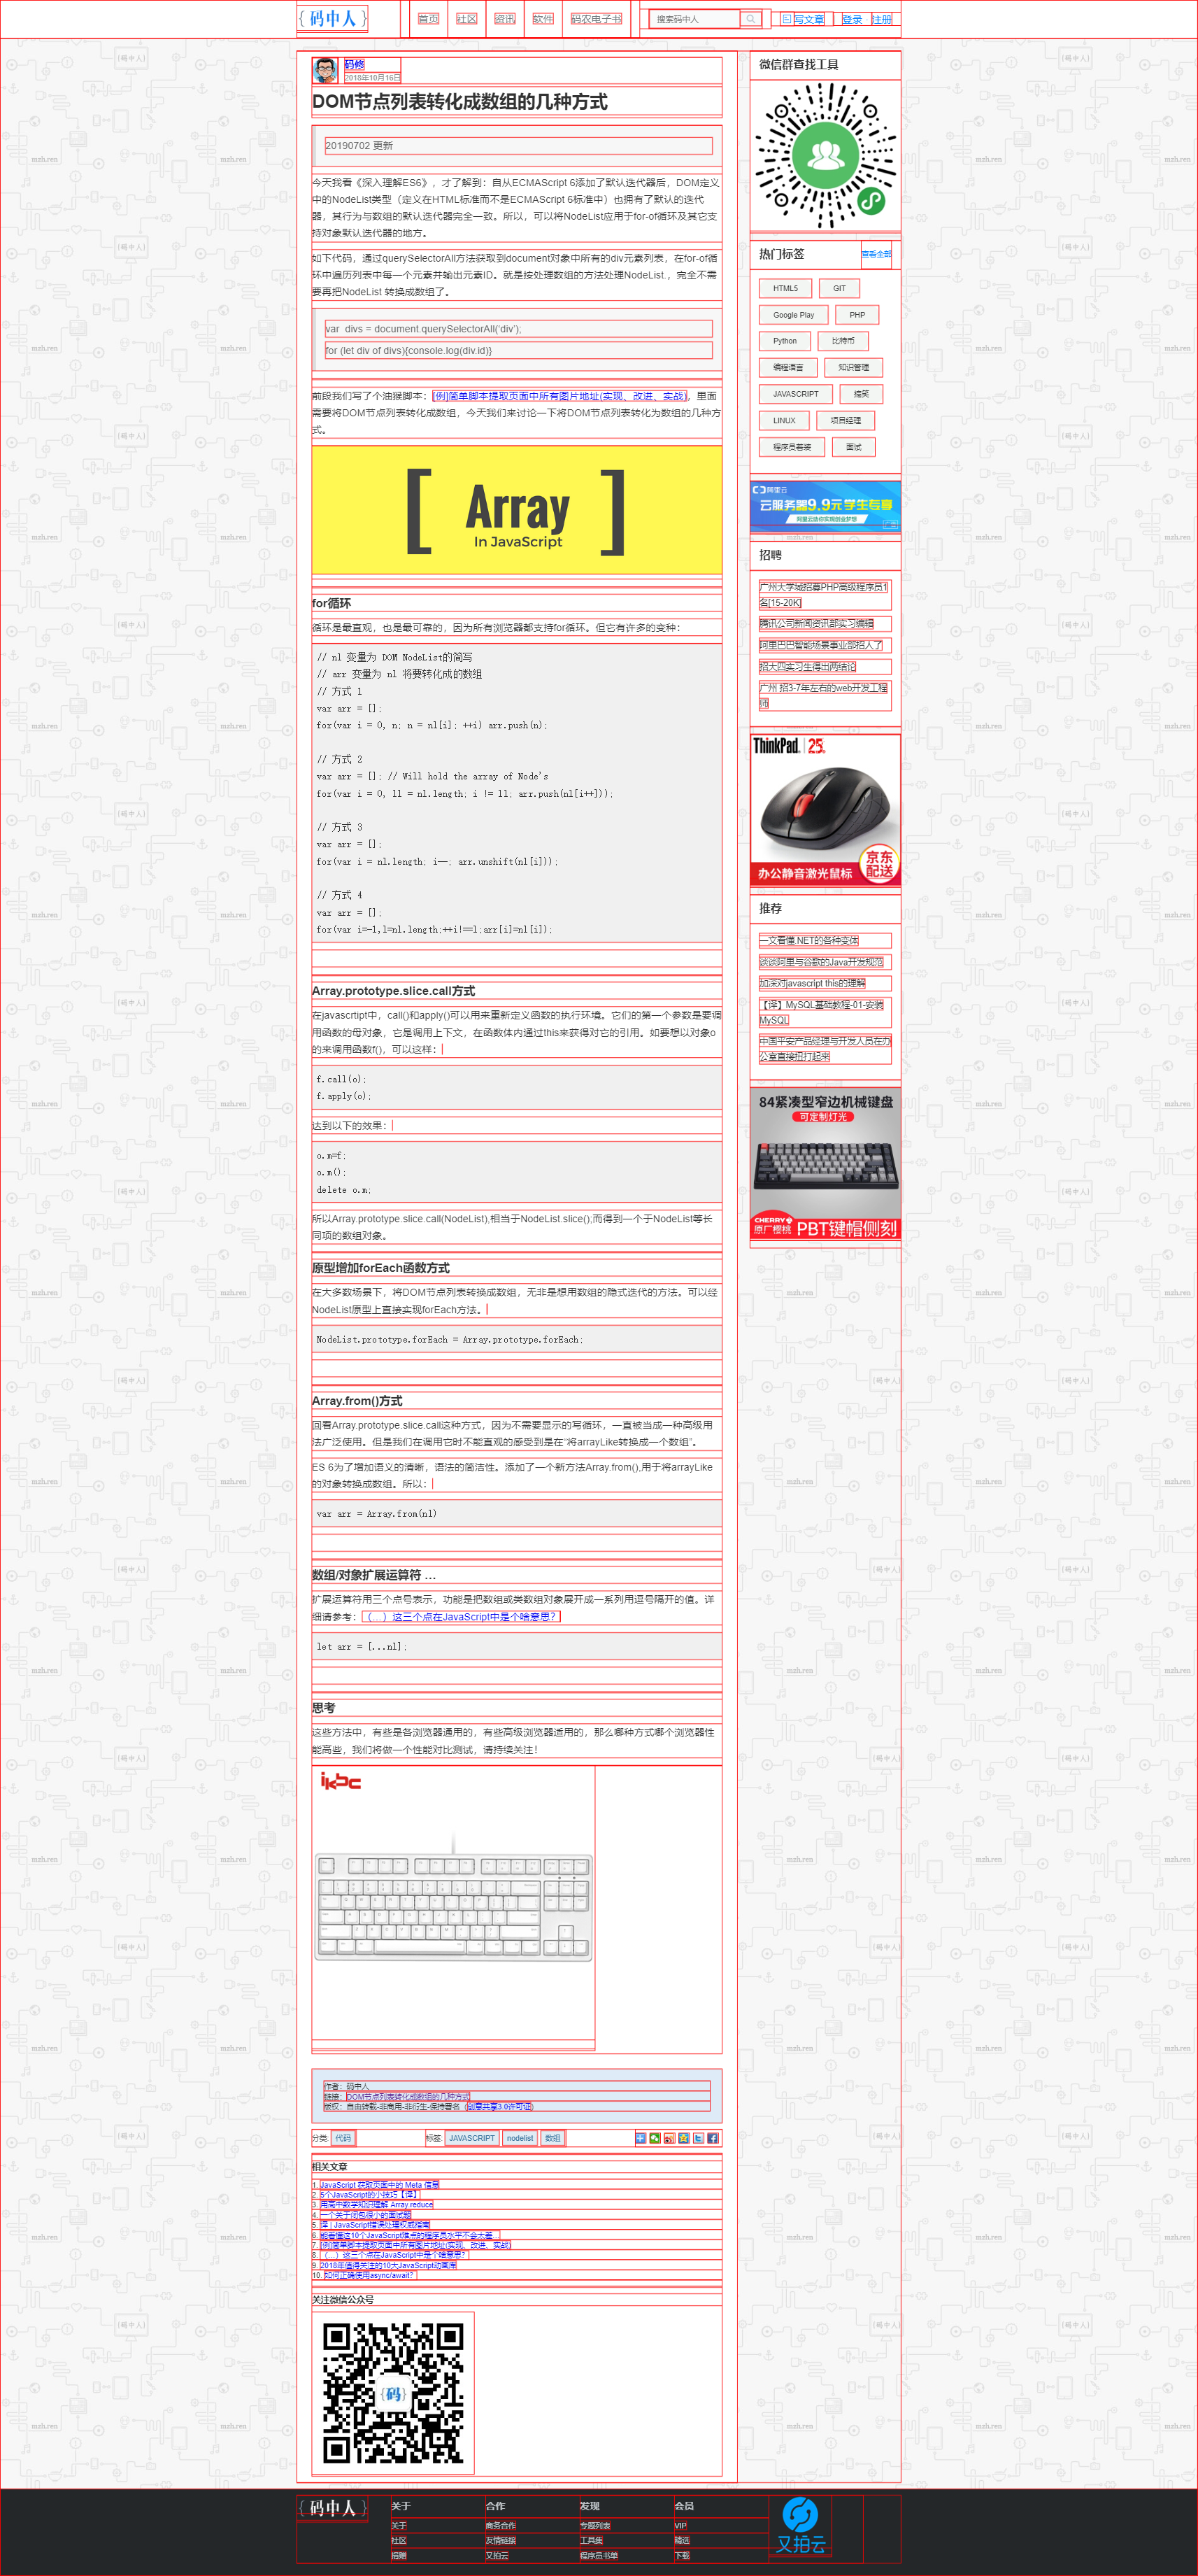 { 码中人 }
首页
社区
资讯
软件
码农电子书
搜索码中人
写文章
登录 · 注册
码修
2018年10月16日
DOM节点列表转化成数组的几种方式
20190702 更新
今天我看《深入理解ES6》，才了解到：自从ECMAScript 6添加了默认迭代器后，DOM定义
中的NodeList类型（定义在HTML标准而不是ECMAScript 6标准中）也拥有了默认的迭代
器，其行为与数组的默认迭代器完全一致。所以，可以将NodeList应用于for-of循环及其它支
持对象默认迭代器的地方。
如下代码，通过querySelectorAll方法获取到document对象中所有的div元素列表，在for-of循
环中遍历列表中每一个元素并输出元素ID。就是按处理数组的方法处理NodeList.，完全不需
要再把NodeList 转换成数组了。
var  divs = document.querySelectorAll('div');
for (let div of divs){console.log(div.id)}
前段我们写了个油猴脚本：[例]简单脚本提取页面中所有图片地址(实现、改进、实战)，里面
需要将DOM节点列表转化成数组，今天我们来讨论一下将DOM节点列表转化为数组的几种方
式。
[ Array ]
In JavaScript
for循环
循环是最直观，也是最可靠的，因为所有浏览器都支持for循环。但它有许多的变种：
// nl 变量为 DOM NodeList的简写
// arr 变量为 nl 将要转化成的数组
// 方式 1
var arr = [];
for(var i = 0, n; n = nl[i]; ++i) arr.push(n);
// 方式 2
var arr = []; // Will hold the array of Node's
for(var i = 0, ll = nl.length; i != ll; arr.push(nl[i++]));
// 方式 3
var arr = [];
for(var i = nl.length; i--; arr.unshift(nl[i]));
// 方式 4
var arr = [];
for(var i=-1,l=nl.length;++i!==l;arr[i]=nl[i]);
Array.prototype.slice.call方式
在javascrtipt中，call()和apply()可以用来重新定义函数的执行环境。它们的第一个参数是要调
用函数的母对象，它是调用上下文，在函数体内通过this来获得对它的引用。如要想以对象o
的来调用函数f()，可以这样：
f.call(o);
f.apply(o);
达到以下的效果：
o.m=f;
o.m();
delete o.m;
所以Array.prototype.slice.call(NodeList),相当于NodeList.slice();而得到一个于NodeList等长
同项的数组对象。
原型增加forEach函数方式
在大多数场景下，将DOM节点列表转换成数组，无非是想用数组的隐式迭代的方法。可以经
NodeList原型上直接实现forEach方法。
NodeList.prototype.forEach = Array.prototype.forEach;
Array.from()方式
回看Array.prototype.slice.call这种方式，因为不需要显示的写循环，一直被当成一种高级用
法广泛使用。但是我们在调用它时不能直观的感受到是在“将arrayLike转换成一个数组”。
ES 6为了增加语义的清晰，语法的简洁性。添加了一个新方法Array.from(),用于将arrayLike
的对象转换成数组。所以：
var arr = Array.from(nl)
数组/对象扩展运算符 …
扩展运算符用三个点号表示，功能是把数组或类数组对象展开成一系列用逗号隔开的值。详
细请参考：（…）这三个点在JavaScript中是个啥意思？
let arr = [...nl];
思考
这些方法中，有些是各浏览器通用的，有些高级浏览器适用的，那么哪种方式哪个浏览器性
能高些，我们将做一个性能对比测试，请持续关注！
ikbc
作者：码中人
链接：DOM节点列表转化成数组的几种方式
版权：自由转载-非商用-非衍生-保持署名（创意共享3.0许可证）
分类: 代码
标签: JAVASCRIPT nodelist 数组
相关文章
1. JavaScript 获取页面中的 Meta 信息
2. 5个JavaScript的小技巧【译】
3. 用高中数学知识理解 Array.reduce
4. 一个关于闭包很小的面试题
5. 译 | JavaScript错误处理权威指南
6. 能看懂这10个JavaScript难点的程序员水平不会太差…
7. [例]简单脚本提取页面中所有图片地址(实现、改进、实战)
8. （…）这三个点在JavaScript中是个啥意思？
9. 2018年值得关注的10大JavaScript动画库
10. 如何正确使用async/await？
关注微信公众号
{码}
微信群查找工具
热门标签
查看全部
HTML5
GIT
Google Play
PHP
Python
比特币
编程语言
知识管理
JAVASCRIPT
搞笑
LINUX
项目经理
程序员着装
面试
阿里云
云服务器9.9元 学生专享
阿里云助你实现创业梦想
招聘
广州大学城招募PHP高级程序员1
名[15-20K]
腾讯公司新闻资讯部实习编辑
阿里巴巴智能场景事业部招人了
招大四实习生得出两结论
广州 招3-7年左右的web开发工程
师
ThinkPad 25
京东
配送
办公静音激光鼠标
推荐
一文看懂.NET的各种变体
谈谈阿里与谷歌的Java开发规范
加深对javascript this的理解
【译】MySQL基础教程-01-安装
MySQL
中国平安产品经理与开发人员在办
公室直接扭打起来
84紧凑型窄边机械键盘
可定制灯光
CHERRY
原厂樱桃
PBT键帽侧刻
{ 码中人 }
关于
关于
社区
捐赠
合作
商务合作
友情链接
又拍云
发现
专题列表
工具集
程序员书单
会员
VIP
精选
下载
又拍云